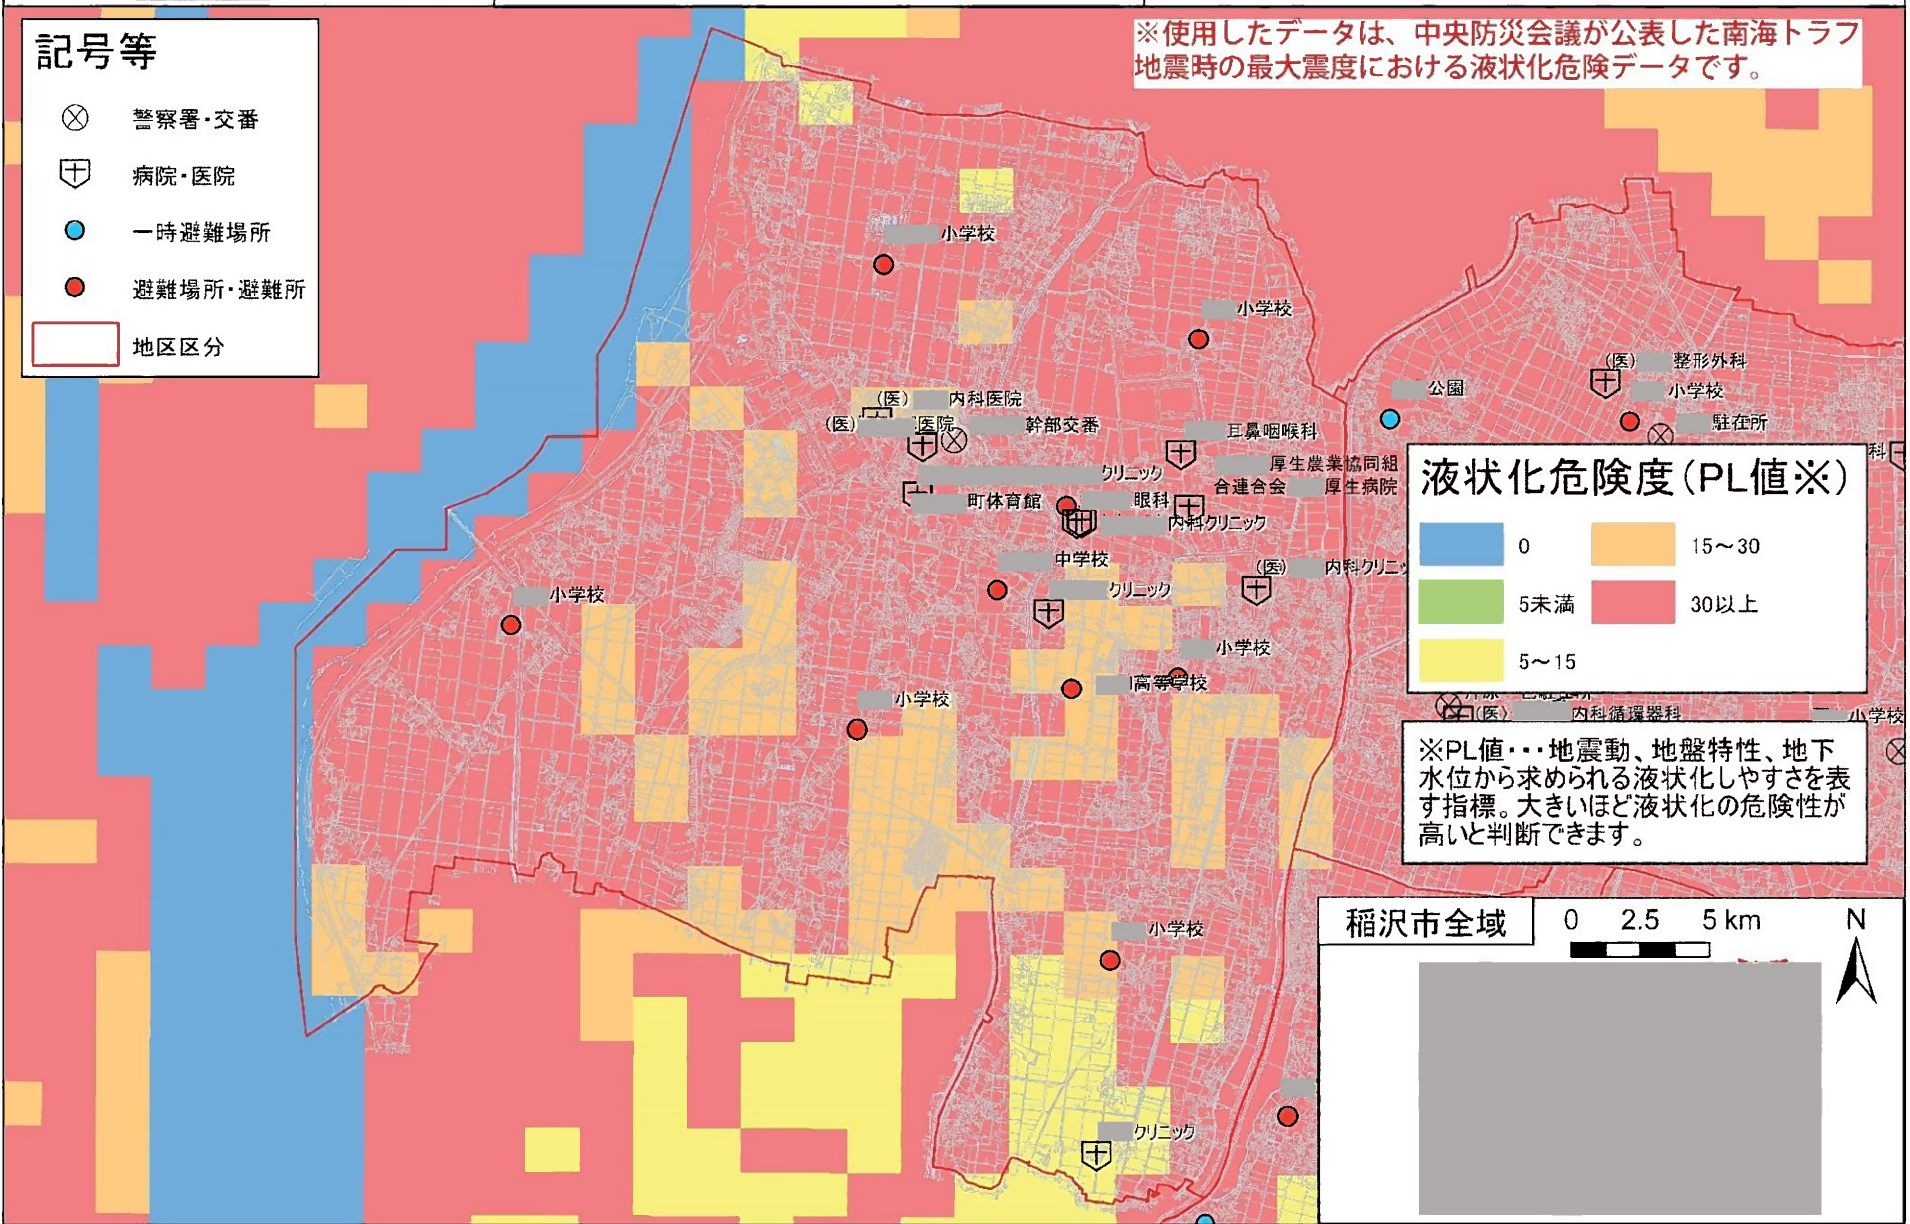 記号等
警察署・交番
病院・医院
一時避難場所
避難場所・避難所
地区区分
※使用したデータは、中央防災会議が公表した南海トラフ
地震時の最大震度における液状化危険データです。
小学校
小学校
(医) 整形外科
小学校
公園
駐在所
(医) 内科医院
(医) 医院
幹部交番
耳鼻咽喉科
厚生農業協同組
合連合会 厚生病院
クリニック
町体育館
眼科
内科クリニック
中学校
(医) 内科クリニッ
クリニック
小学校
小学校
高等学校
小学校
科
液状化危険度(PL値※)
0
15～30
5未満
30以上
5～15
(医) 内科循環器科
小学校
※PL値・・・地震動、地盤特性、地下
水位から求められる液状化しやすさを表
す指標。大きいほど液状化の危険性が
高いと判断できます。
小学校
クリニック
稲沢市全域
0 2.5 5 km
N